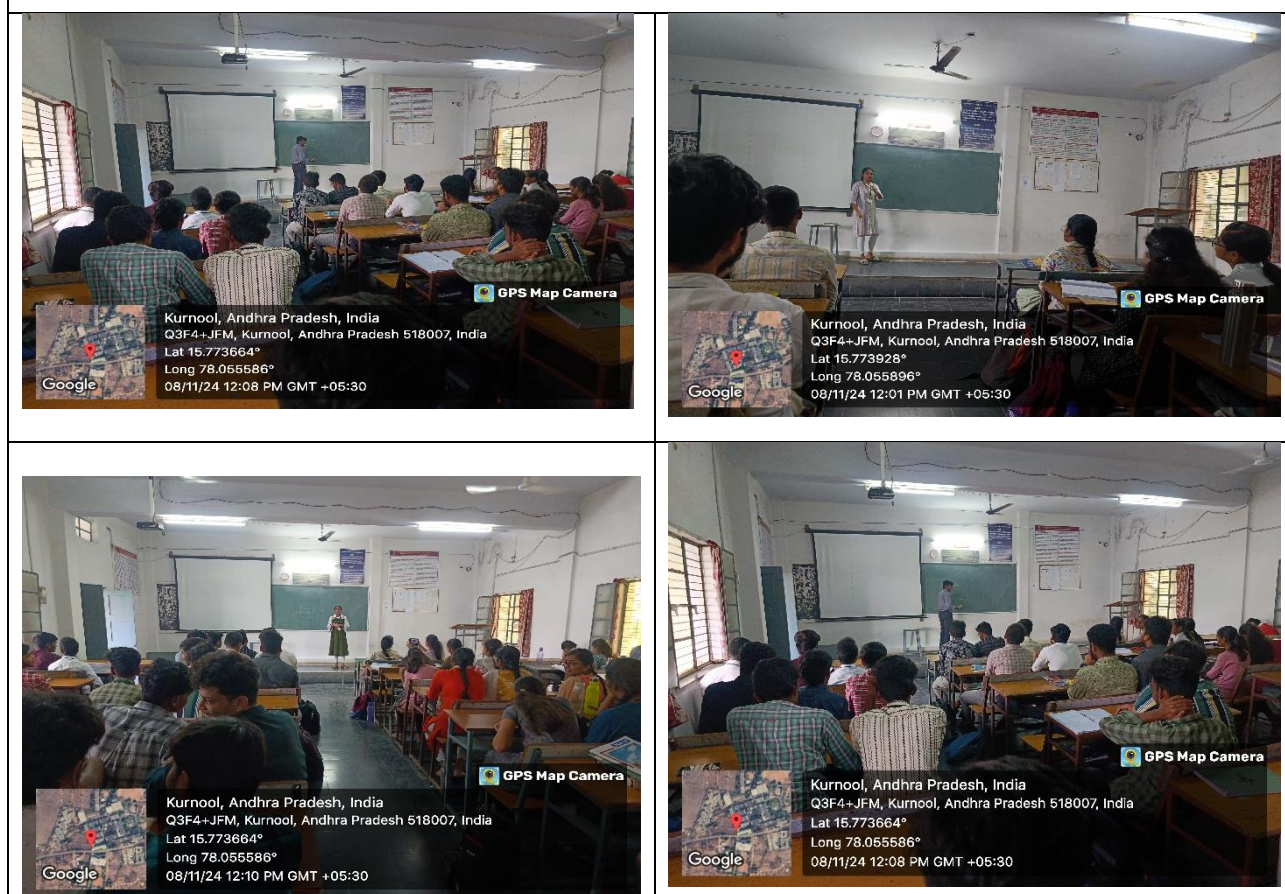 GPS Map Camera
Kurnool, Andhra Pradesh, India
Q3F4+JFM, Kurnool, Andhra Pradesh 518007, India
Lat 15.773664°
Long 78.055586°
08/11/24 12:08 PM GMT +05:30
Google
GPS Map Camera
Kurnool, Andhra Pradesh, India
Q3F4+JFM, Kurnool, Andhra Pradesh 518007, India
Lat 15.773928°
Long 78.055896°
08/11/24 12:01 PM GMT +05:30
Google
GPS Map Camera
Kurnool, Andhra Pradesh, India
Q3F4+JFM, Kurnool, Andhra Pradesh 518007, India
Lat 15.773664°
Long 78.055586°
08/11/24 12:10 PM GMT +05:30
Google
GPS Map Camera
Kurnool, Andhra Pradesh, India
Q3F4+JFM, Kurnool, Andhra Pradesh 518007, India
Lat 15.773664°
Long 78.055586°
08/11/24 12:08 PM GMT +05:30
Google